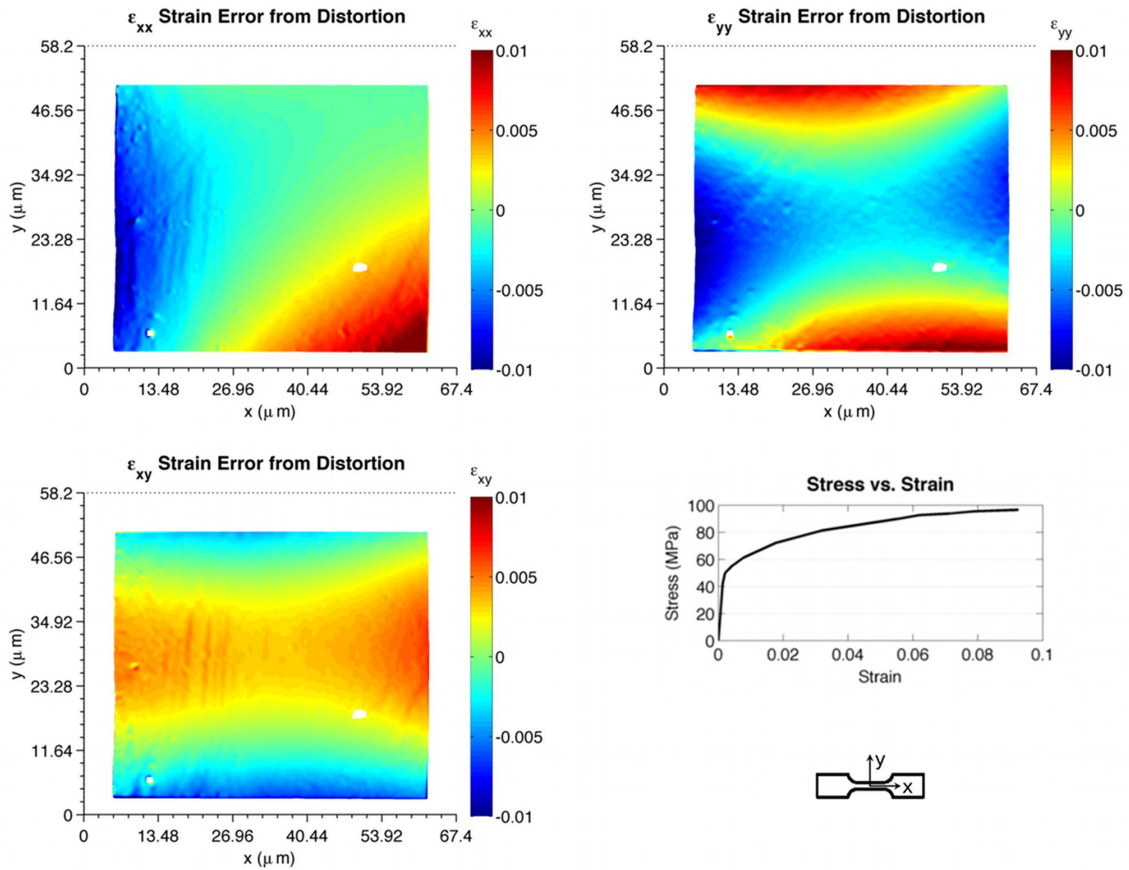 εxx Strain Error from Distortion
εxx
58.2
46.56
34.92
23.28
11.64
0
y (μ m)
0 13.48 26.96 40.44 53.92 67.4
x (μ m)
0.01
0.005
0
-0.005
-0.01
εyy Strain Error from Distortion
εyy
58.2
46.56
34.92
23.28
11.64
0
y (μ m)
0 13.48 26.96 40.44 53.92 67.4
x (μ m)
0.01
0.005
0
-0.005
-0.01
εxy Strain Error from Distortion
εxy
58.2
46.56
34.92
23.28
11.64
0
y (μ m)
0 13.48 26.96 40.44 53.92 67.4
x (μ m)
0.01
0.005
0
-0.005
-0.01
Stress vs. Strain
100
80
60
40
20
0
Stress (MPa)
0 0.02 0.04 0.06 0.08 0.1
Strain
y
x